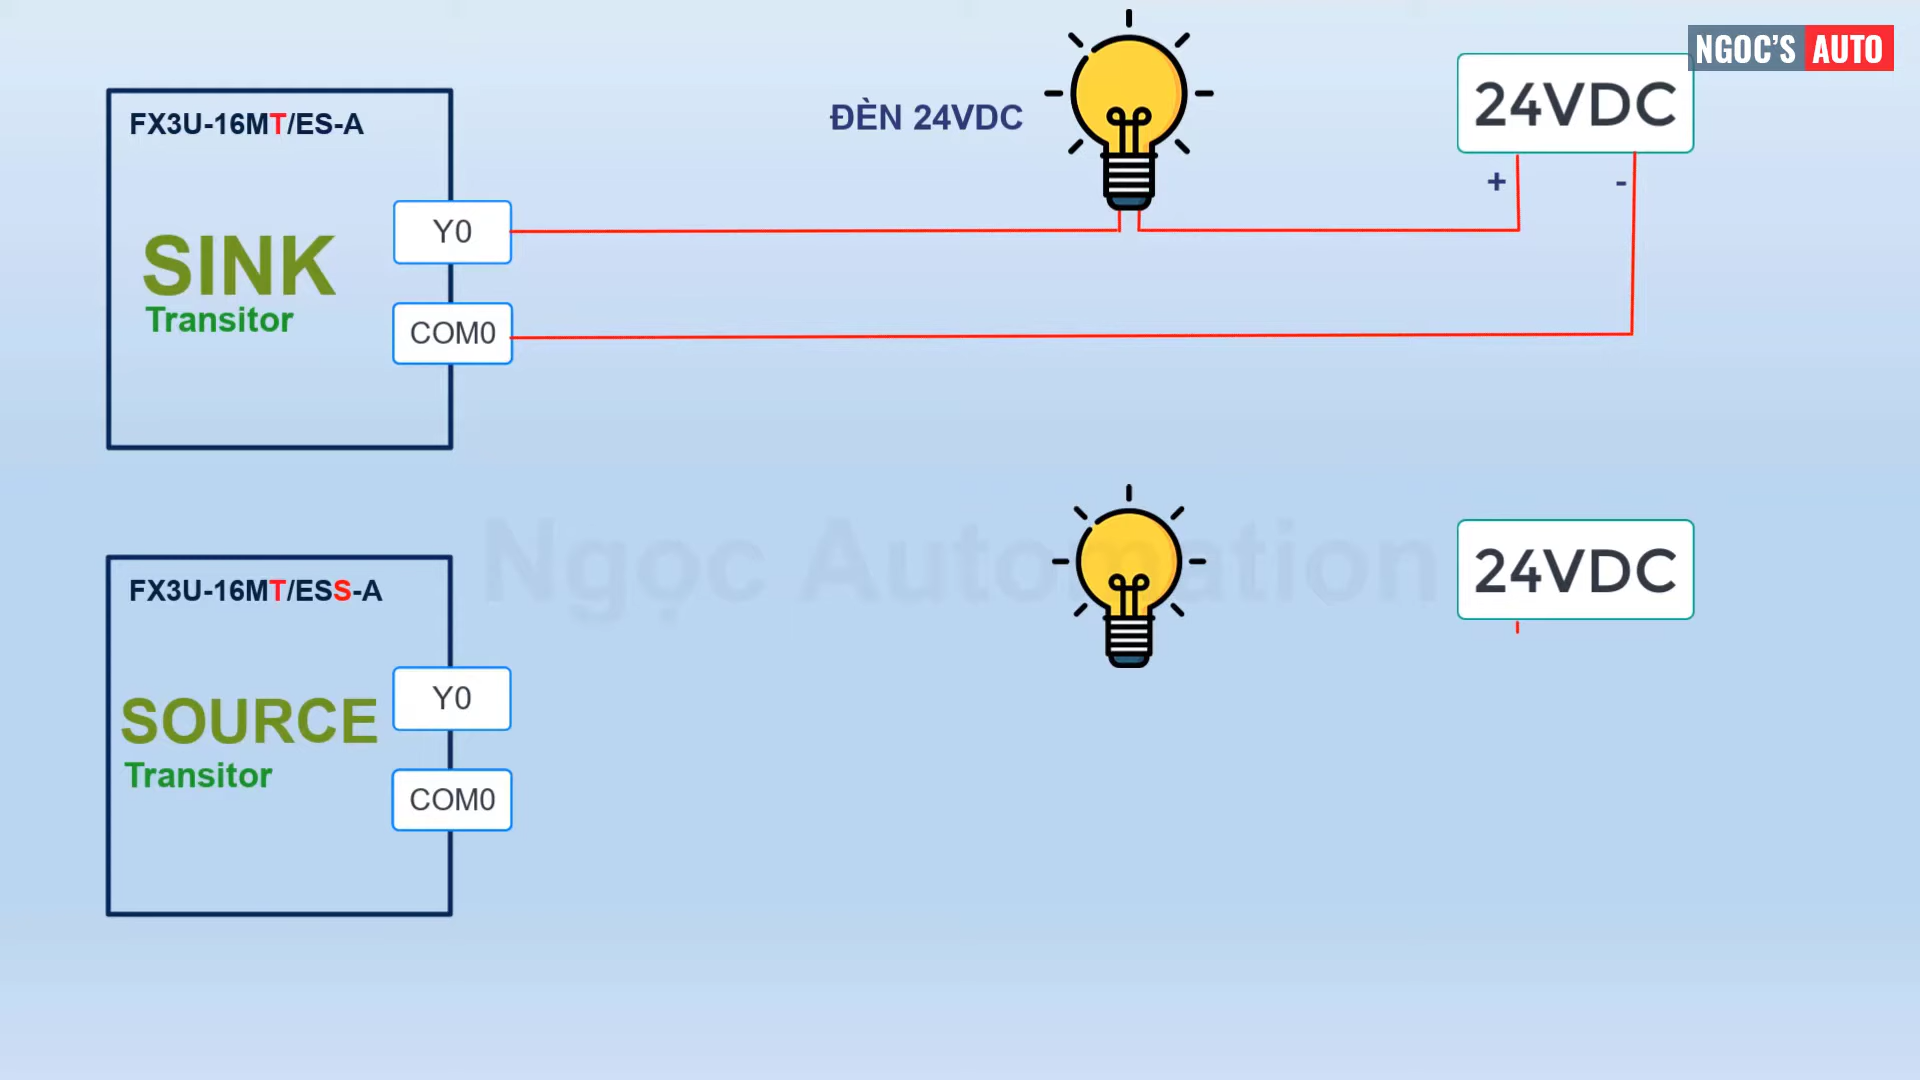 NGOC'S AUTO
FX3U-16MT/ES-A
ĐÈN 24VDC
24VDC
+ -
SINK
Transitor
Y0
COM0
Ngọc Automation
FX3U-16MT/ESS-A
24VDC
SOURCE
Transitor
Y0
COM0